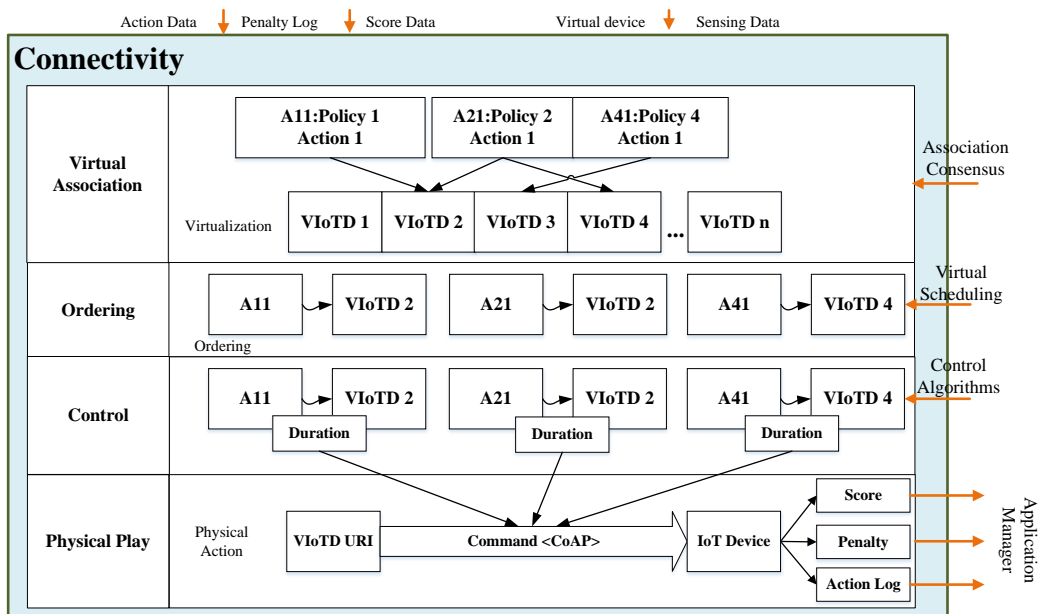 Action Data
Penalty Log
Score Data
Virtual device
Sensing Data
Connectivity
Virtual
Association
A11:Policy 1
Action 1
A21:Policy 2
Action 1
A41:Policy 4
Action 1
Virtualization
VIoTD 1
VIoTD 2
VIoTD 3
VIoTD 4
...
VIoTD n
Association
Consensus
Ordering
A11
VIoTD 2
A21
VIoTD 2
A41
VIoTD 4
Ordering
Virtual
Scheduling
Control
A11
VIoTD 2
Duration
A21
VIoTD 2
Duration
A41
VIoTD 4
Duration
Control
Algorithms
Physical Play
Physical
Action
VIoTD URI
Command <CoAP>
IoT Device
Score
Penalty
Action Log
Application
Manager